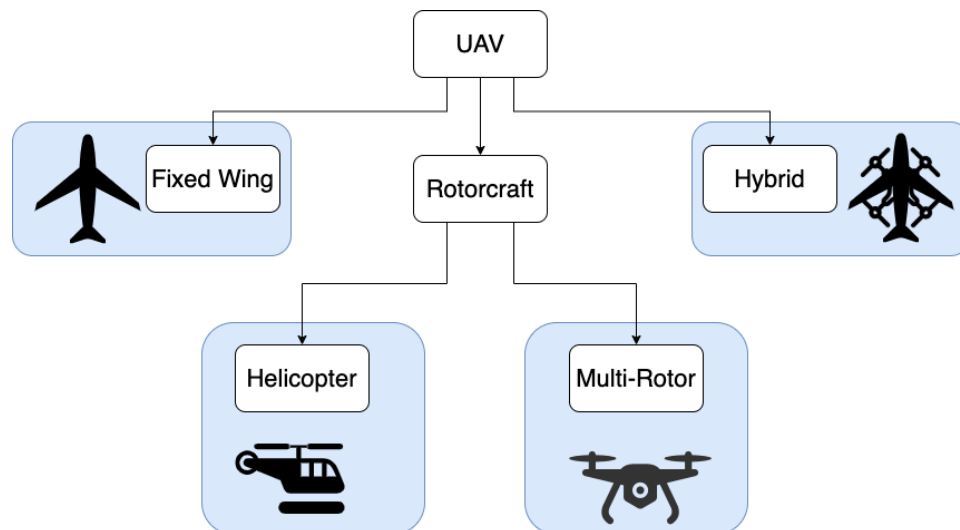 UAV
Fixed Wing
Rotorcraft
Hybrid
Helicopter
Multi-Rotor